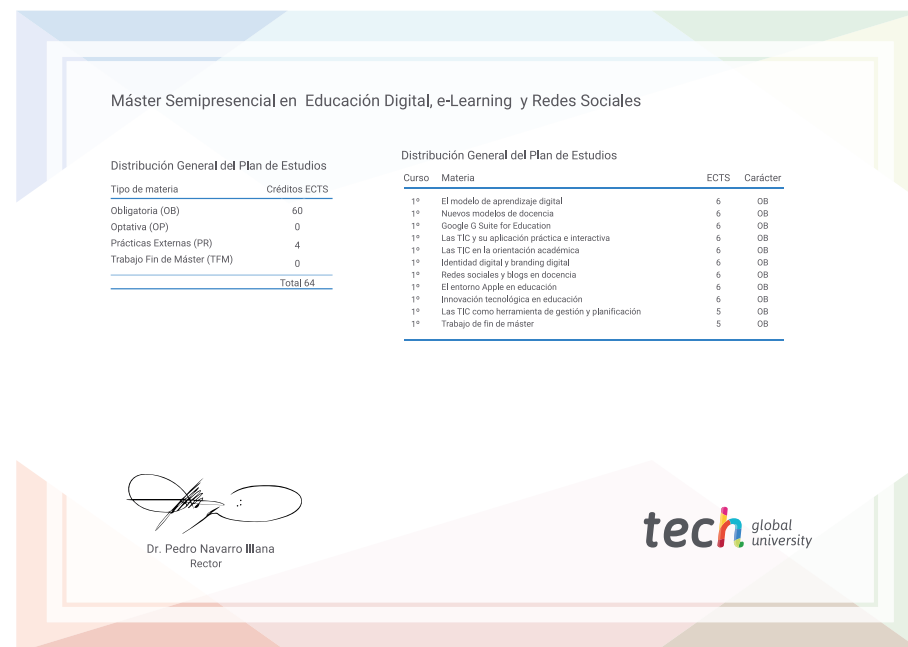 Máster Semipresencial en Educación Digital, e-Learning y Redes Sociales
Distribución General del Plan de Estudios
Tipo de materia Créditos ECTS
Obligatoria (OB) 60
Optativa (OP) 0
Prácticas Externas (PR) 4
Trabajo Fin de Máster (TFM) 0
Total 64
Distribución General del Plan de Estudios
Curso Materia ECTS Carácter
1º El modelo de aprendizaje digital 6 OB
1º Nuevos modelos de docencia 6 OB
1º Google G Suite for Education 6 OB
1º Las TIC y su aplicación práctica e interactiva 6 OB
1º Las TIC en la orientación académica 6 OB
1º Identidad digital y branding digital 6 OB
1º Redes sociales y blogs en docencia 6 OB
1º El entorno Apple en educación 6 OB
1º Innovación tecnológica en educación 6 OB
1º Las TIC como herramienta de gestión y planificación 5 OB
1º Trabajo de fin de máster 5 OB
Dr. Pedro Navarro Illana
Rector
tech global university